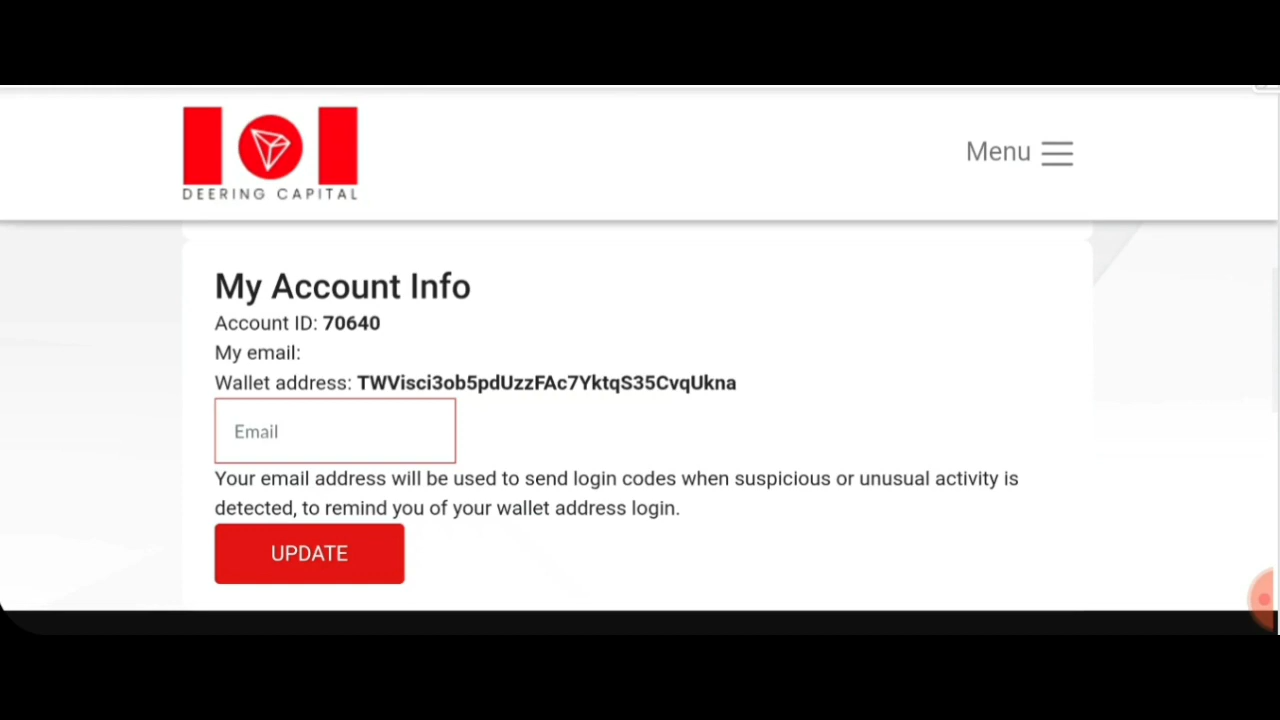 DEERING CAPITAL
Menu
My Account Info
Account ID: 70640
My email:
Wallet address: TWVisci3ob5pdUzzFAc7YktqS35CvqUkna
Email
Your email address will be used to send login codes when suspicious or unusual activity is
detected, to remind you of your wallet address login.
UPDATE